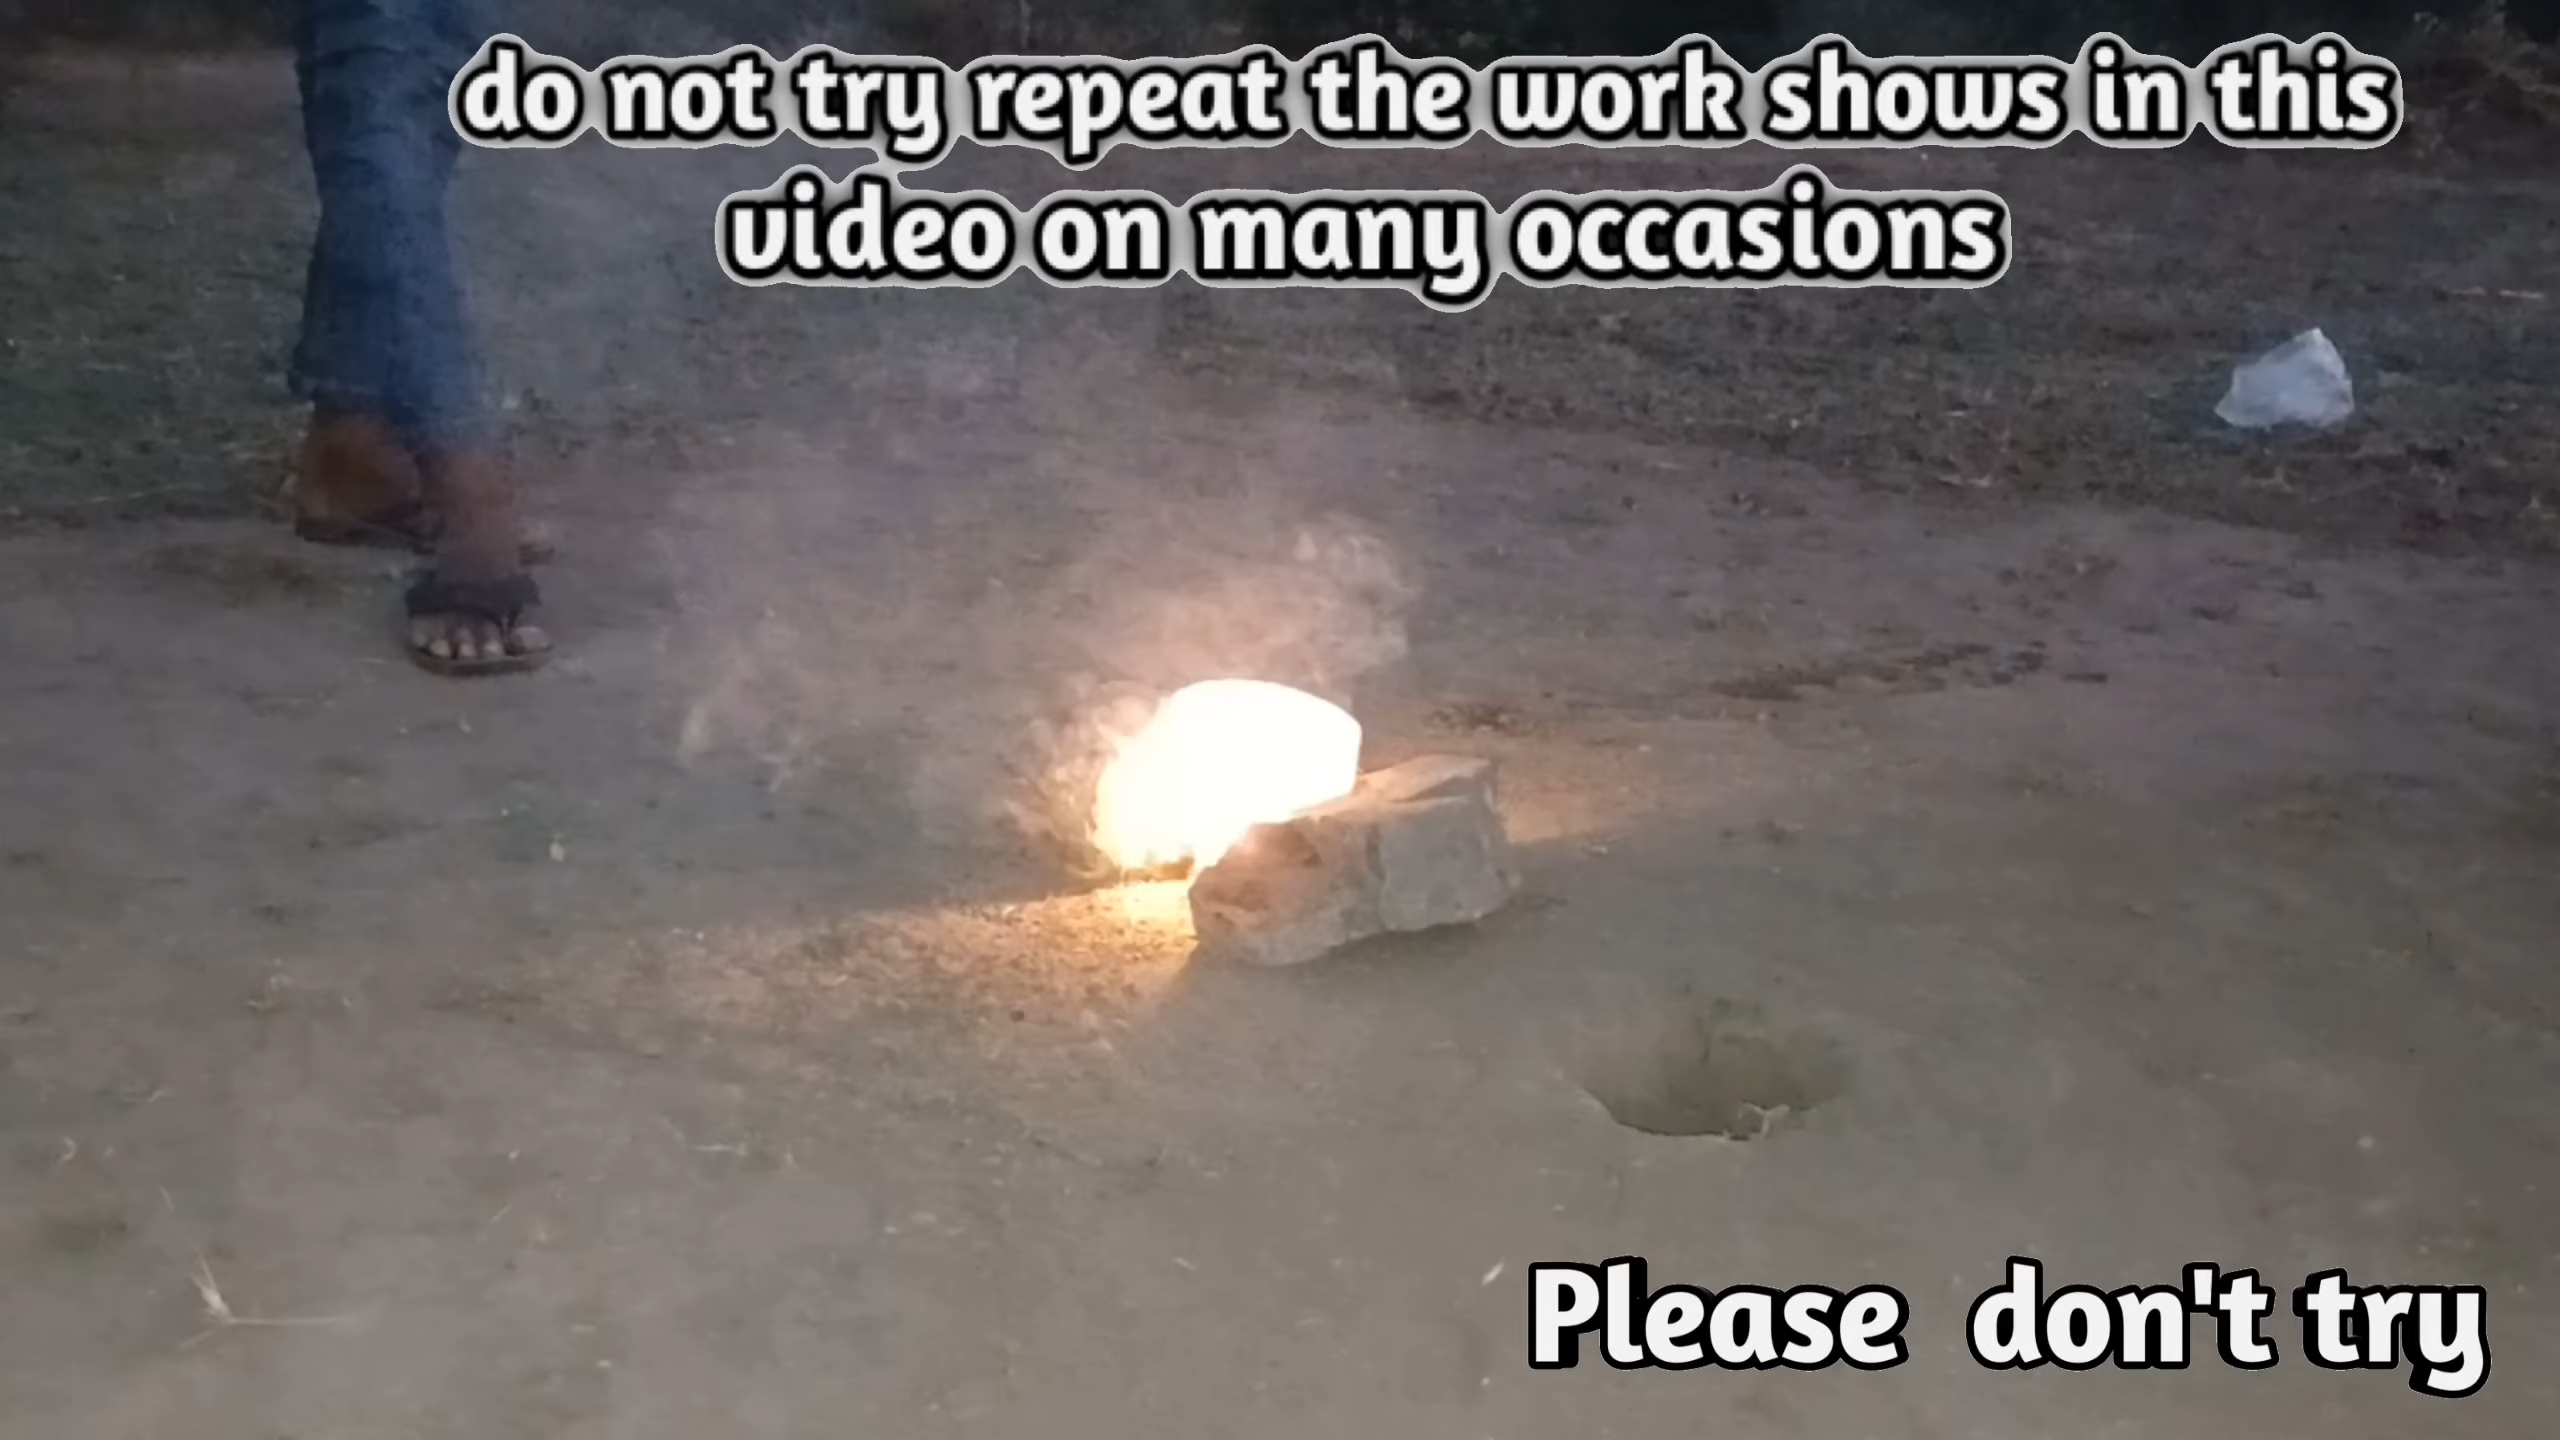 do not try repeat the work shows in this
video on many occasions
Please don't try